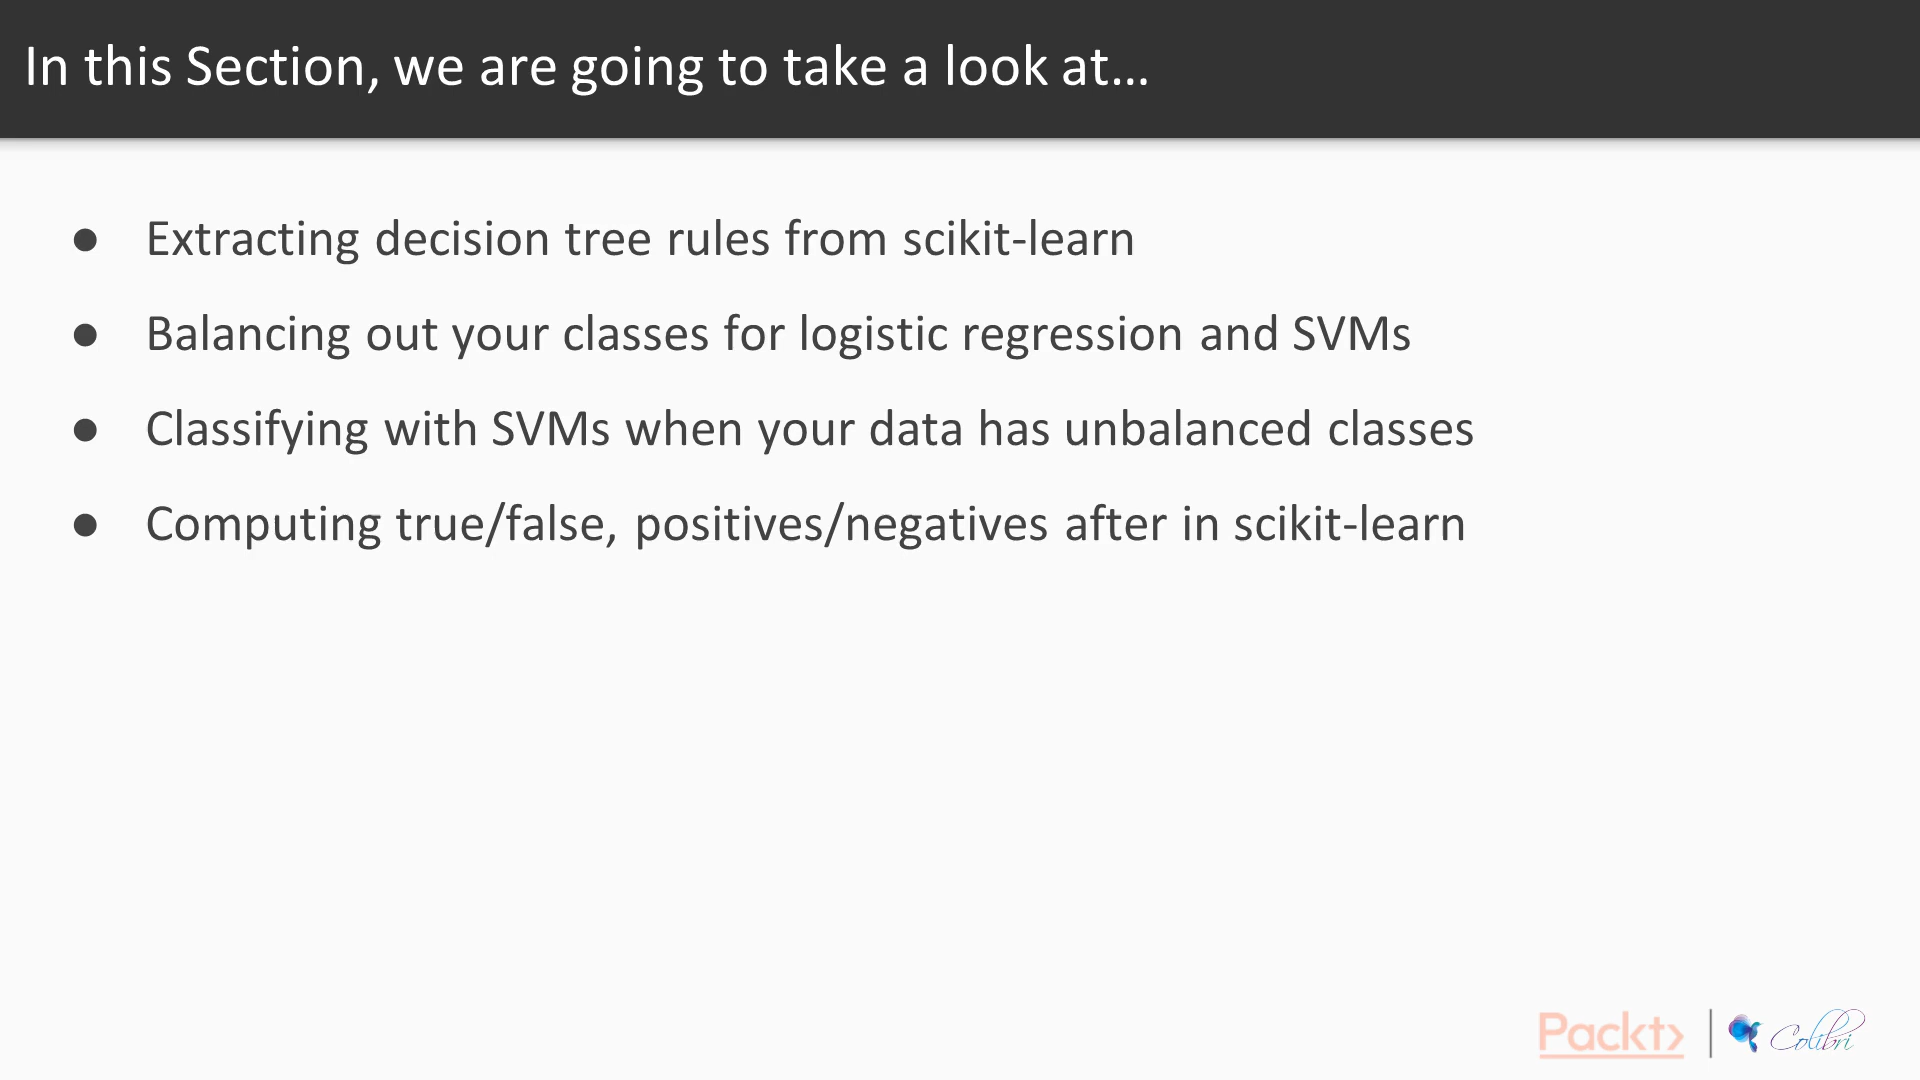 In this Section, we are going to take a look at…
● Extracting decision tree rules from scikit-learn
● Balancing out your classes for logistic regression and SVMs
● Classifying with SVMs when your data has unbalanced classes
● Computing true/false, positives/negatives after in scikit-learn
Packt> | Colibri